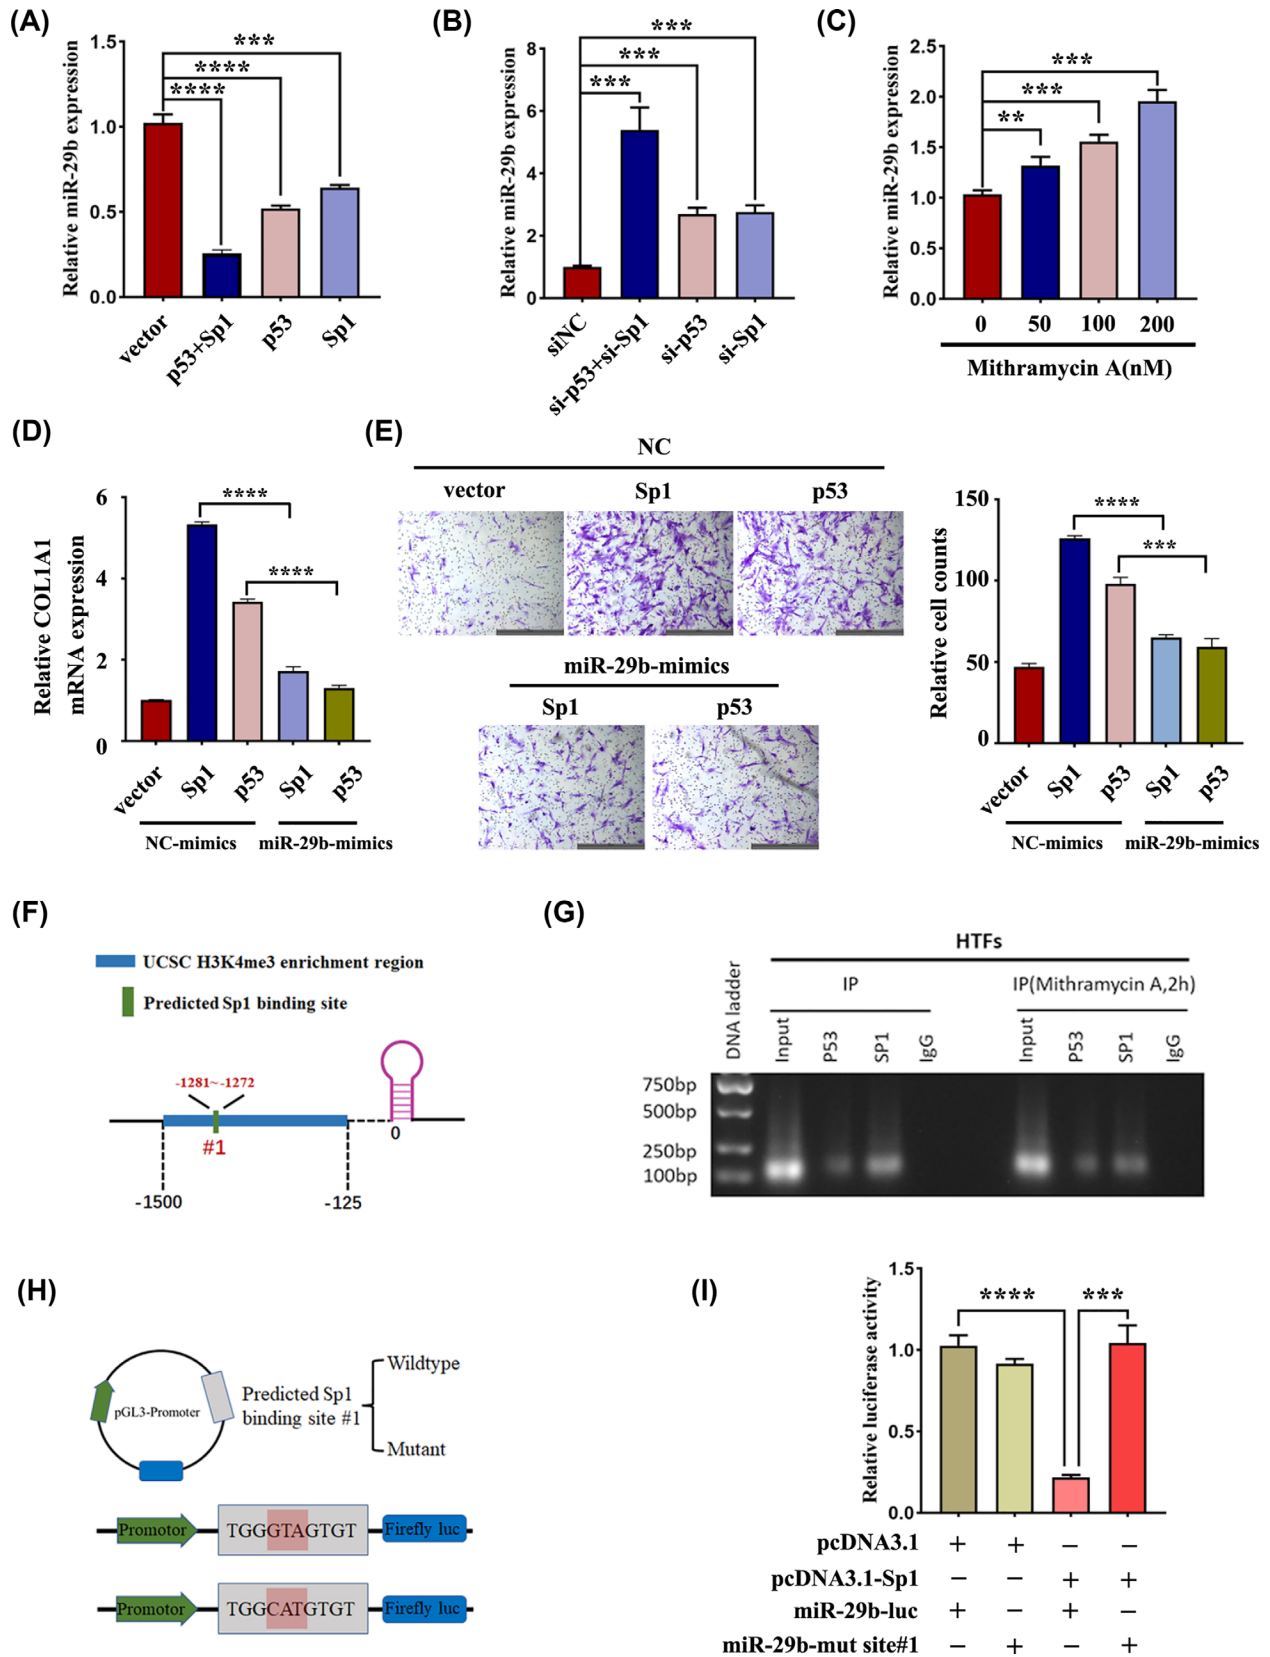 (A)
Relative miR-29b expression
1.5
1.0
0.5
0.0
***
****
****
vector
p53+Sp1
p53
Sp1
(B)
Relative miR-29b expression
8
6
4
2
0
***
***
***
siNC
si-p53+si-Sp1
si-p53
si-Sp1
(C)
Relative miR-29b expression
2.5
2.0
1.5
1.0
0.5
0.0
***
***
**
0 50 100 200
Mithramycin A(nM)
(D)
Relative COL1A1
mRNA expression
6
4
2
0
****
****
vector
Sp1
p53
Sp1
p53
NC-mimics miR-29b-mimics
(E)
NC
vector Sp1 p53
miR-29b-mimics
Sp1 p53
Relative cell counts
150
100
50
0
****
***
vector
Sp1
p53
Sp1
p53
NC-mimics miR-29b-mimics
(F)
UCSC H3K4me3 enrichment region
Predicted Sp1 binding site
-1281~-1272
#1
0
-1500
-125
(G)
HTFs
IP IP(Mithramycin A,2h)
DNA ladder
Input
P53
SP1
IgG
Input
P53
SP1
IgG
750bp
500bp
250bp
100bp
(H)
pGL3-Promoter
Predicted Sp1
binding site #1
Wildtype
Mutant
Promotor TGGGTAGTGT Firefly luc
Promotor TGGCATGTGT Firefly luc
(I)
Relative luciferase activity
1.5
1.0
0.5
0.0
****
***
pcDNA3.1 + + − −
pcDNA3.1-Sp1 − − + +
miR-29b-luc + − + −
miR-29b-mut site#1 − + − +